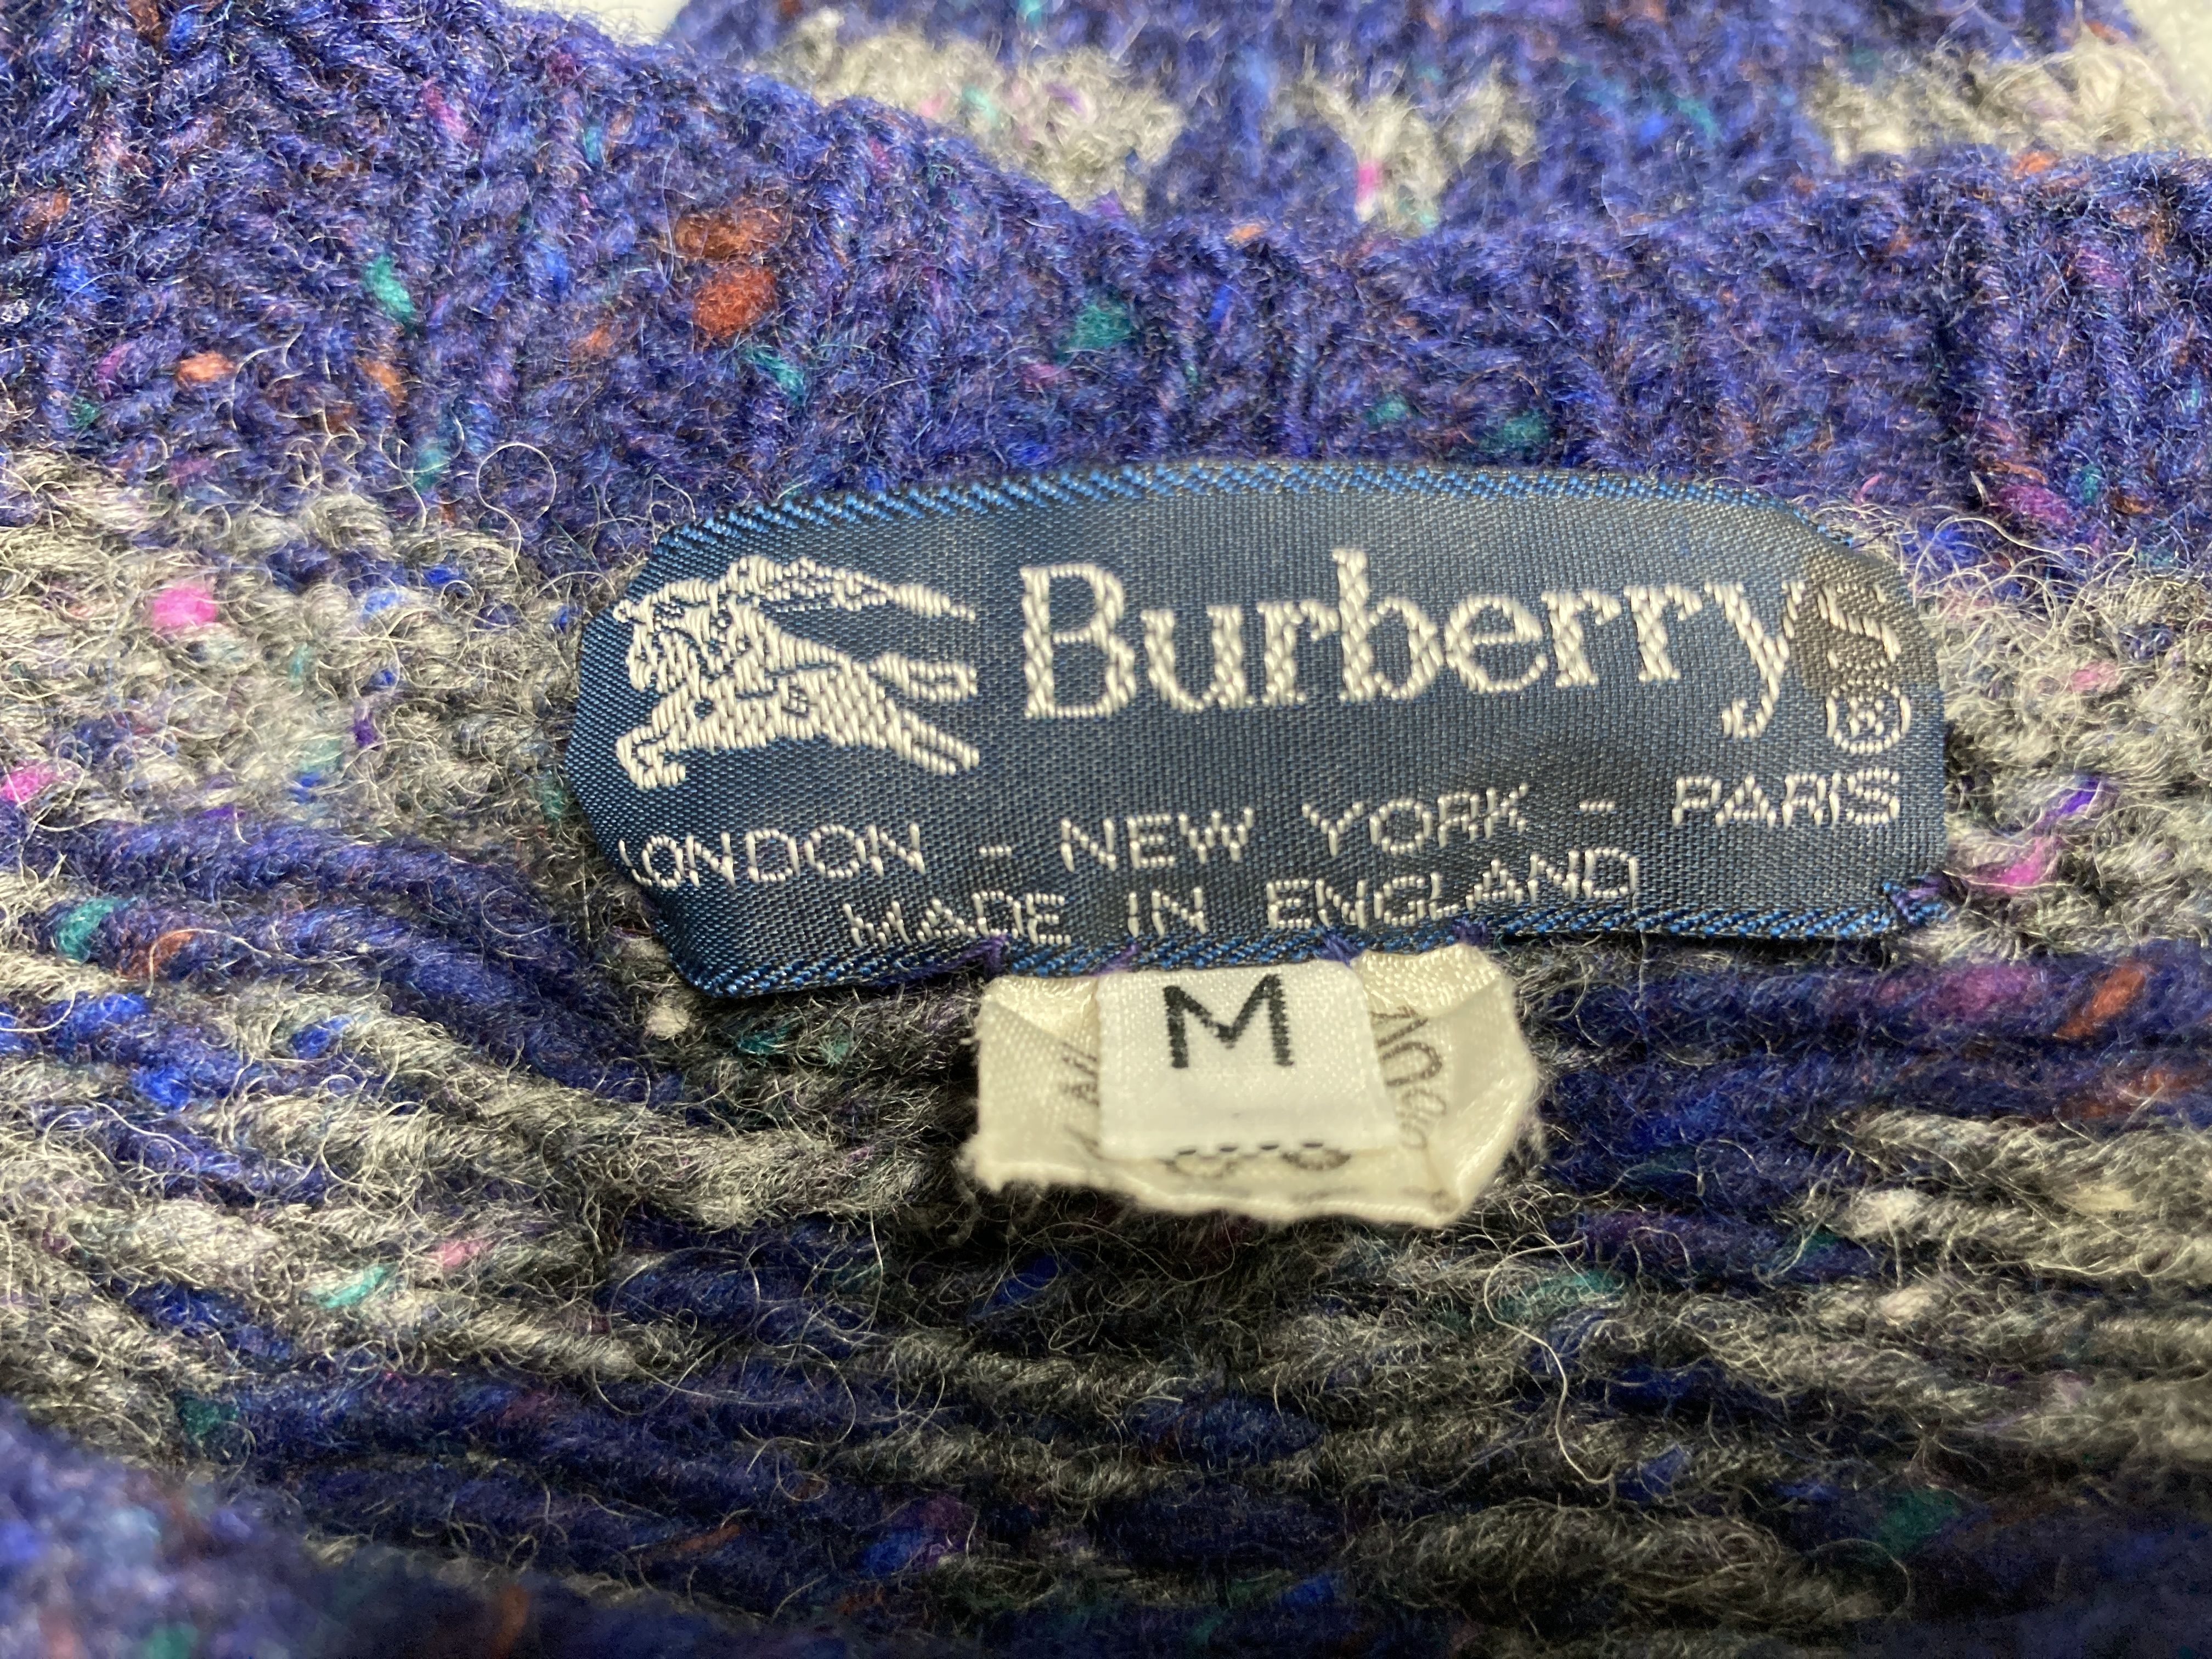 Burberrys®
LONDON - NEW YORK - PARIS
MADE IN ENGLAND
M